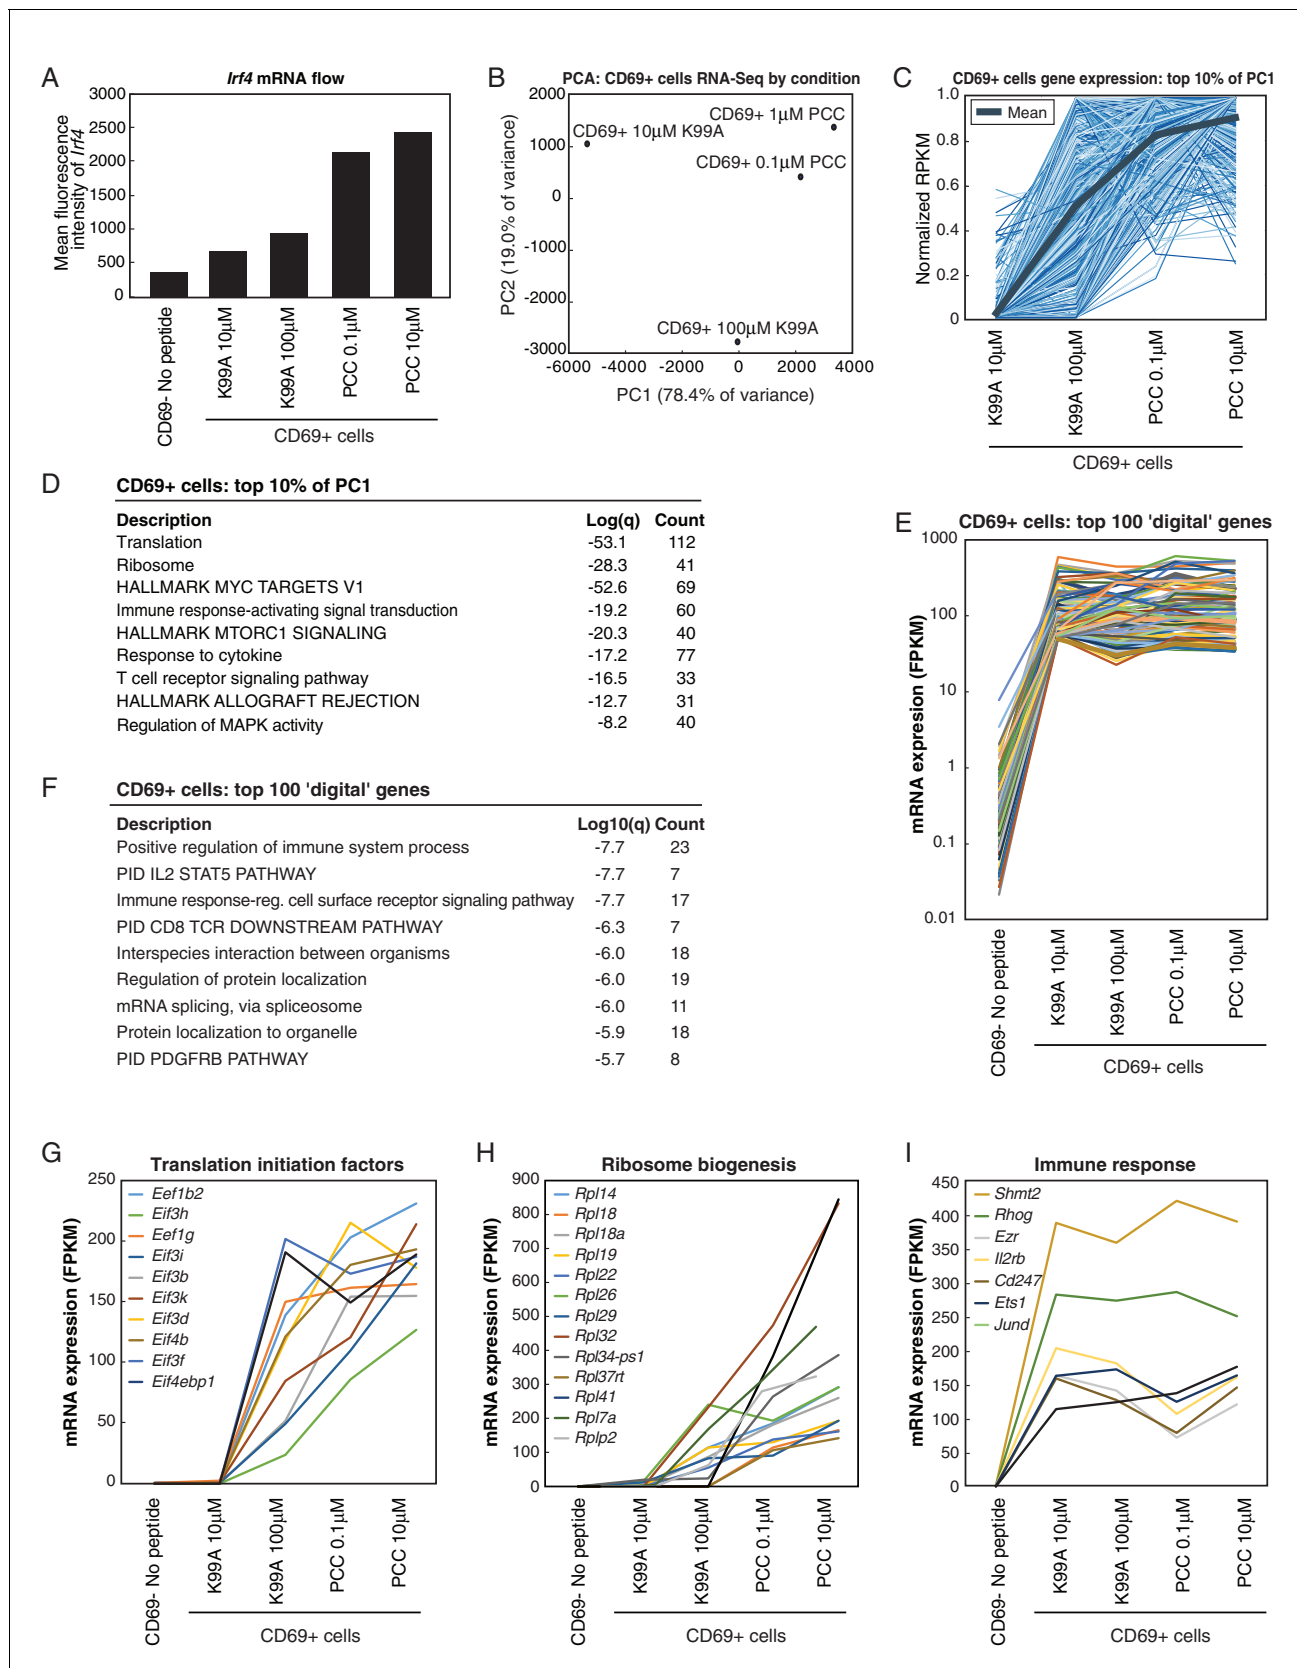 A
Irf4 mRNA flow
Mean fluorescence
intensity of Irf4
3000
2500
2000
1500
1000
500
0
CD69- No peptide
K99A 10μM
K99A 100μM
PCC 0.1μM
PCC 10μM
CD69+ cells
B
PCA: CD69+ cells RNA-Seq by condition
PC2 (19.0% of variance)
2000
1000
0
-1000
-2000
-3000
CD69+ 1μM PCC
CD69+ 10μM K99A
CD69+ 0.1μM PCC
CD69+ 100μM K99A
-6000 -4000 -2000 0 2000 4000
PC1 (78.4% of variance)
C
CD69+ cells gene expression: top 10% of PC1
Normalized RPKM
1.0
0.8
0.6
0.4
0.2
0
Mean
K99A 10μM
K99A 100μM
PCC 0.1μM
PCC 10μM
CD69+ cells
D
CD69+ cells: top 10% of PC1
Description Log(q) Count
Translation -53.1 112
Ribosome -28.3 41
HALLMARK MYC TARGETS V1 -52.6 69
Immune response-activating signal transduction -19.2 60
HALLMARK MTORC1 SIGNALING -20.3 40
Response to cytokine -17.2 77
T cell receptor signaling pathway -16.5 33
HALLMARK ALLOGRAFT REJECTION -12.7 31
Regulation of MAPK activity -8.2 40
E
CD69+ cells: top 100 'digital' genes
mRNA expresion (FPKM)
1000
100
10
1
0.1
0.01
CD69- No peptide
K99A 10μM
K99A 100μM
PCC 0.1μM
PCC 10μM
CD69+ cells
F
CD69+ cells: top 100 'digital' genes
Description Log10(q) Count
Positive regulation of immune system process -7.7 23
PID IL2 STAT5 PATHWAY -7.7 7
Immune response-reg. cell surface receptor signaling pathway -7.7 17
PID CD8 TCR DOWNSTREAM PATHWAY -6.3 7
Interspecies interaction between organisms -6.0 18
Regulation of protein localization -6.0 19
mRNA splicing, via spliceosome -6.0 11
Protein localization to organelle -5.9 18
PID PDGFRB PATHWAY -5.7 8
G
Translation initiation factors
mRNA expression (FPKM)
250
200
150
100
50
0
Eef1b2
Eif3h
Eef1g
Eif3i
Eif3b
Eif3k
Eif3d
Eif4b
Eif3f
Eif4ebp1
CD69- No peptide
K99A 10μM
K99A 100μM
PCC 0.1μM
PCC 10μM
CD69+ cells
H
Ribosome biogenesis
mRNA expression (FPKM)
900
800
700
600
500
400
300
200
100
0
Rpl14
Rpl18
Rpl18a
Rpl19
Rpl22
Rpl26
Rpl29
Rpl32
Rpl34-ps1
Rpl37rt
Rpl41
Rpl7a
Rplp2
CD69- No peptide
K99A 10μM
K99A 100μM
PCC 0.1μM
PCC 10μM
CD69+ cells
I
Immune response
mRNA expression (FPKM)
450
400
350
300
250
200
150
100
50
0
Shmt2
Rhog
Ezr
Il2rb
Cd247
Ets1
Jund
CD69- No peptide
K99A 10μM
K99A 100μM
PCC 0.1μM
PCC 10μM
CD69+ cells